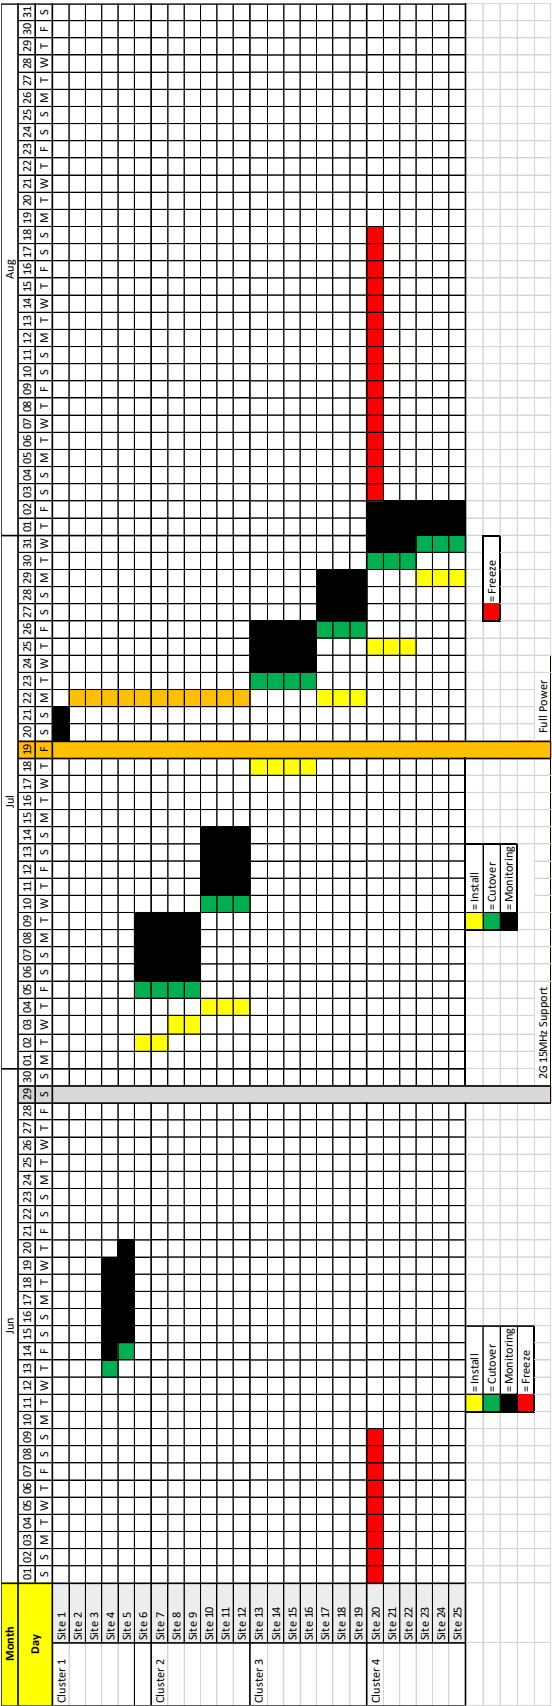 Month Jun Jul Aug
Day 01 02 03 04 05 06 07 08 09 10 11 12 13 14 15 16 17 18 19 20 21 22 23 24 25 26 27 28 29 30 01 02 03 04 05 06 07 08 09 10 11 12 13 14 15 16 17 18 19 20 21 22 23 24 25 26 27 28 29 30 31 01 02 03 04 05 06 07 08 09 10 11 12 13 14 15 16 17 18 19 20 21 22 23 24 25 26 27 28 29 30 31
S S M T W T F S S M T W T F S S M T W T F S S M T W T F S S M T W T F S S M T W T F S S M T W T F S S M T W T F S S M T W T F S S M T W T F S S M T W T F S S M T W T F S S M T W T F S
Cluster 1 Site 1
Site 2
Site 3
Site 4
Site 5
Site 6
Cluster 2 Site 7
Site 8
Site 9
Site 10
Site 11
Site 12
Cluster 3 Site 13
Site 14
Site 15
Site 16
Site 17
Site 18
Site 19
Cluster 4 Site 20
Site 21
Site 22
Site 23
Site 24
Site 25
= Install = Install
= Cutover = Cutover = Freeze
= Monitoring = Monitoring
= Freeze
2G 15MHz Support Full Power